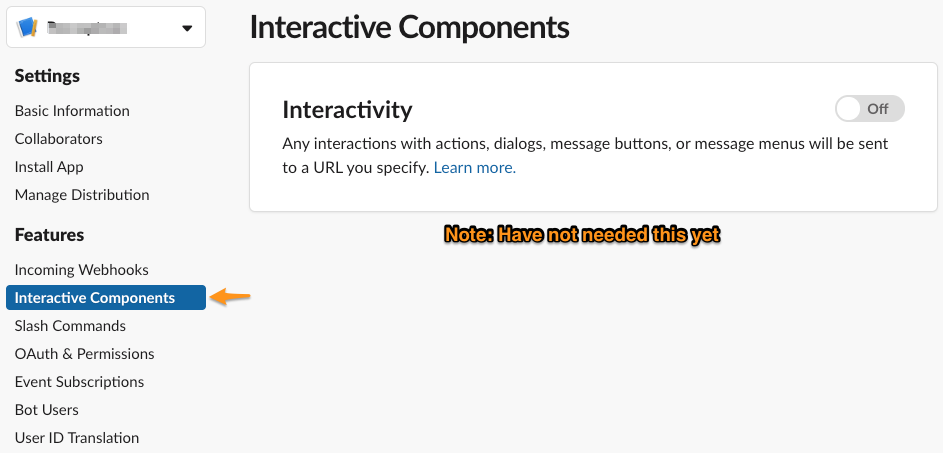 Settings
Basic Information
Collaborators
Install App
Manage Distribution
Features
Incoming Webhooks
Interactive Components
Slash Commands
OAuth & Permissions
Event Subscriptions
Bot Users
User ID Translation
Interactive Components
Interactivity
Off
Any interactions with actions, dialogs, message buttons, or message menus will be sent
to a URL you specify. Learn more.
Note: Have not needed this yet